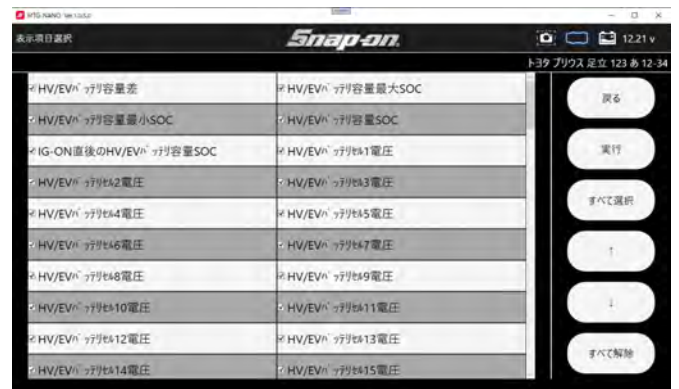 MTG NANO
表示項目選択
Snap-on
12.21 v
トヨタ プリウス 足立 123 あ 12-34
HV/EVﾊﾞｯﾃﾘ容量差
HV/EVﾊﾞｯﾃﾘ容量最大SOC
HV/EVﾊﾞｯﾃﾘ容量最小SOC
HV/EVﾊﾞｯﾃﾘ容量SOC
IG-ON直後のHV/EVﾊﾞｯﾃﾘ容量SOC
HV/EVﾊﾞｯﾃﾘｾﾙ1電圧
HV/EVﾊﾞｯﾃﾘｾﾙ2電圧
HV/EVﾊﾞｯﾃﾘｾﾙ3電圧
HV/EVﾊﾞｯﾃﾘｾﾙ4電圧
HV/EVﾊﾞｯﾃﾘｾﾙ5電圧
HV/EVﾊﾞｯﾃﾘｾﾙ6電圧
HV/EVﾊﾞｯﾃﾘｾﾙ7電圧
HV/EVﾊﾞｯﾃﾘｾﾙ8電圧
HV/EVﾊﾞｯﾃﾘｾﾙ9電圧
HV/EVﾊﾞｯﾃﾘｾﾙ10電圧
HV/EVﾊﾞｯﾃﾘｾﾙ11電圧
HV/EVﾊﾞｯﾃﾘｾﾙ12電圧
HV/EVﾊﾞｯﾃﾘｾﾙ13電圧
HV/EVﾊﾞｯﾃﾘｾﾙ14電圧
HV/EVﾊﾞｯﾃﾘｾﾙ15電圧
戻る
実行
すべて選択
↑
↓
すべて解除